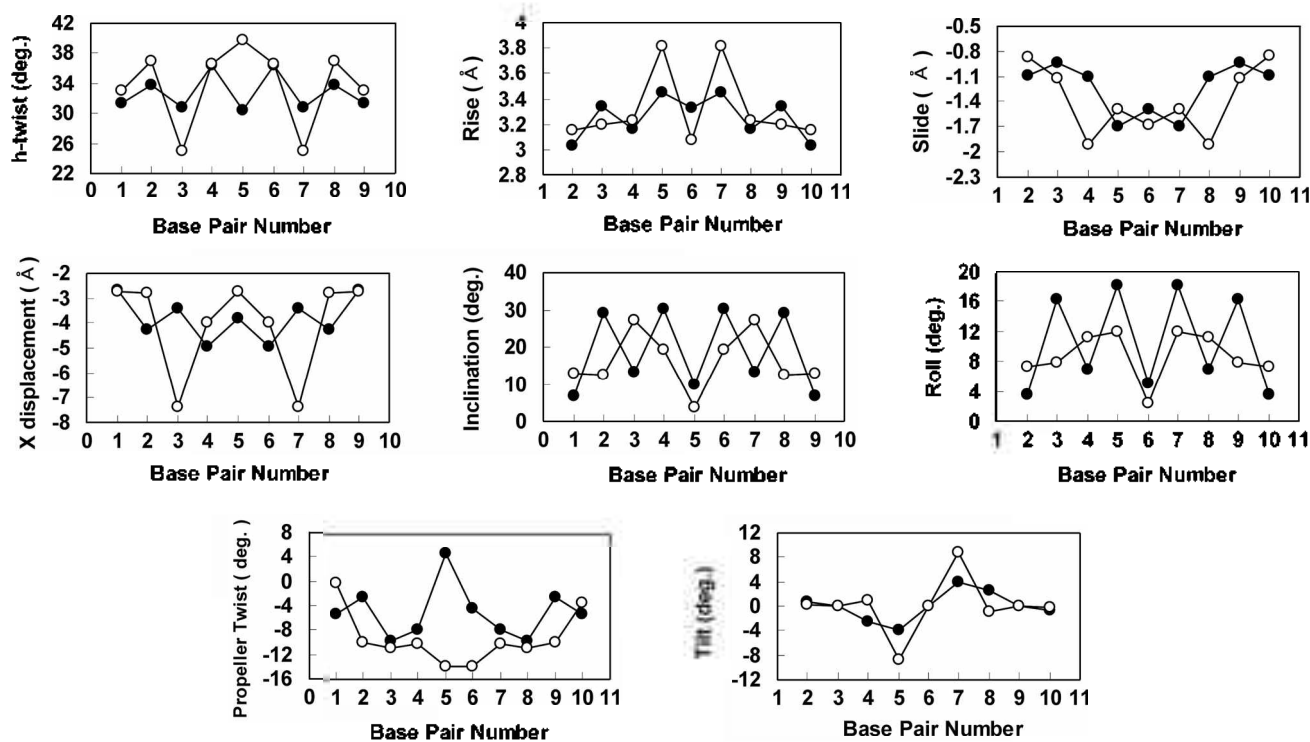 h-twist (deg.)
42
38
34
30
26
22
0 1 2 3 4 5 6 7 8 9 10
Base Pair Number
Rise ( Å )
4
3.8
3.6
3.4
3.2
3
2.8
1 2 3 4 5 6 7 8 9 10 11
Base Pair Number
Slide ( Å )
-0.5
-0.8
-1.1
-1.4
-1.7
-2
-2.3
1 2 3 4 5 6 7 8 9 10 11
Base Pair Number
X displacement ( Å )
-2
-3
-4
-5
-6
-7
-8
0 1 2 3 4 5 6 7 8 9 10
Base Pair Number
Inclination (deg.)
40
30
20
10
0
0 1 2 3 4 5 6 7 8 9 10
Base Pair Number
Roll (deg.)
20
16
12
8
4
0
1 2 3 4 5 6 7 8 9 10 11
Base Pair Number
Propeller Twist ( deg. )
8
4
0
-4
-8
-12
-16
0 1 2 3 4 5 6 7 8 9 10 11
Base Pair Number
Tilt (deg.)
12
8
4
0
-4
-8
-12
1 2 3 4 5 6 7 8 9 10 11
Base Pair Number